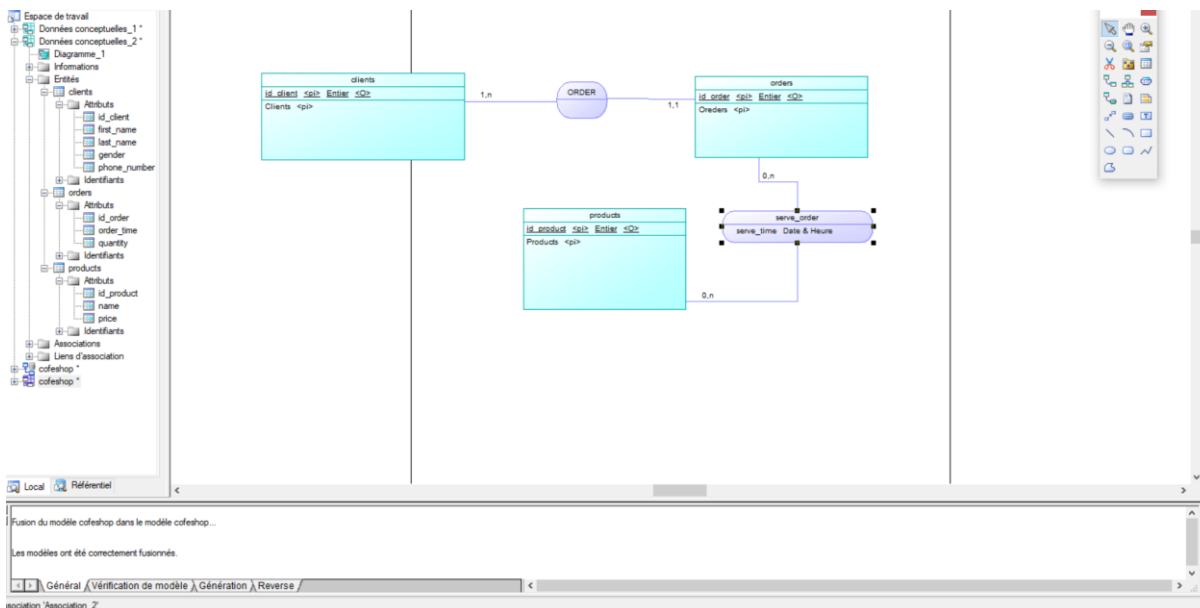 Espace de travail
Données conceptuelles_1 *
Données conceptuelles_2 *
Diagramme_1
Informations
Entités
clients
Attributs
id_client
first_name
last_name
gender
phone_number
Identifiants
orders
Attributs
id_order
order_time
quantity
Identifiants
products
Attributs
id_product
name
price
Identifiants
Associations
Liens d'association
cofeshop *
cofeshop *
Local Référentiel
clients
id_client <pi> Entier <O>
Clients <pi>
1,n
ORDER
1,1
orders
id_order <pi> Entier <O>
Oreders <pi>
0,n
serve_order
serve_time Date & Heure
products
id_product <pi> Entier <O>
Products <pi>
0,n
Fusion du modèle cofeshop dans le modèle cofeshop...
Les modèles ont été correctement fusionnés.
Général Vérification de modèle Génération Reverse
ssociation 'Association_2'